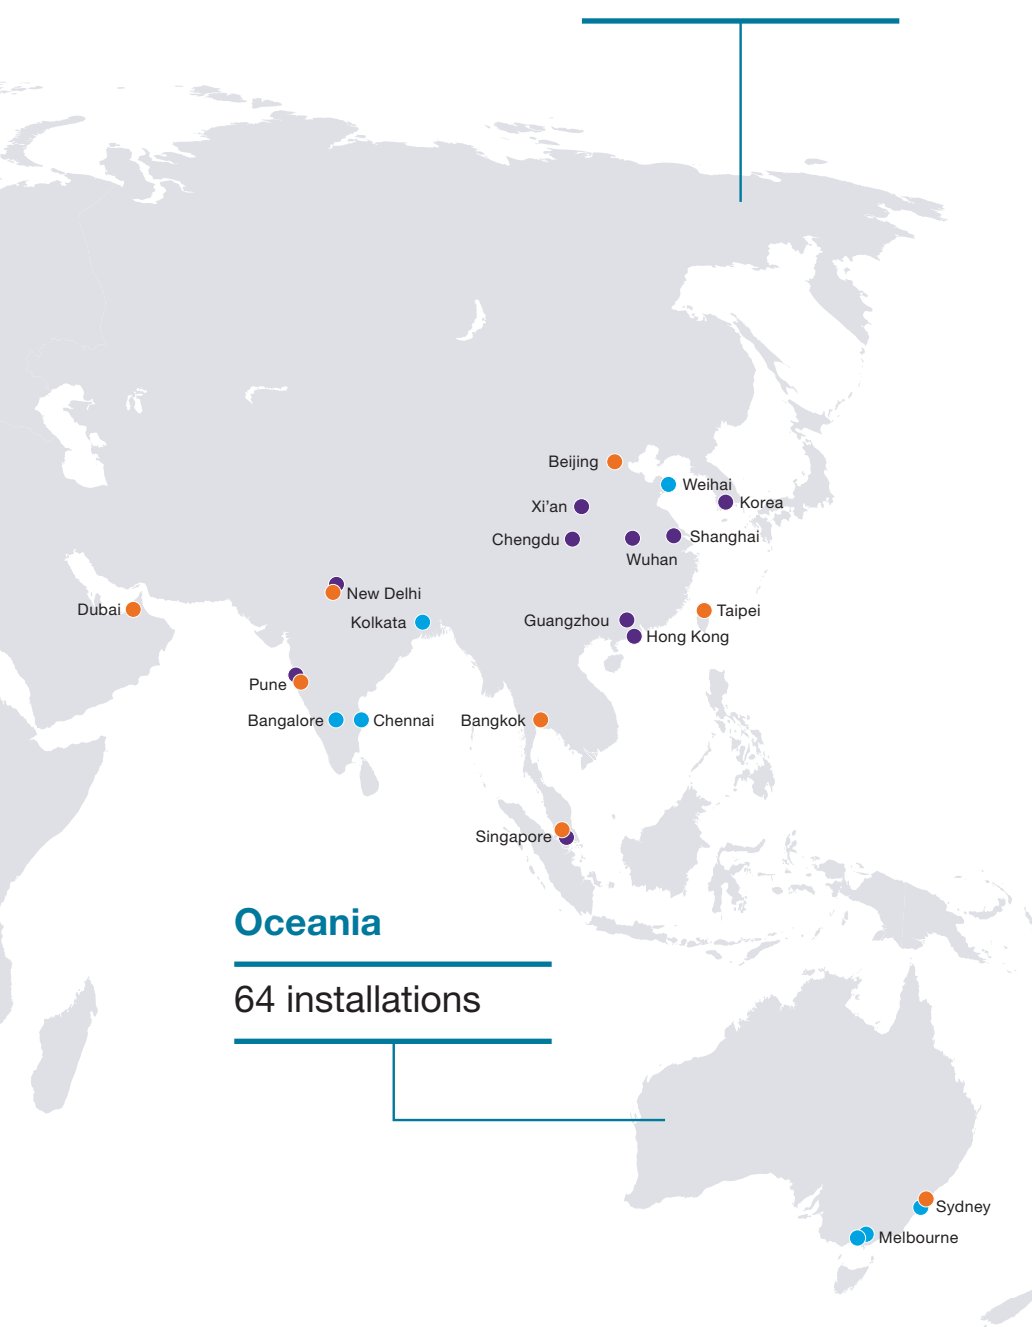 Beijing
Weihai
Xi'an
Korea
Chengdu
Shanghai
Wuhan
New Delhi
Dubai
Taipei
Kolkata
Guangzhou
Hong Kong
Pune
Bangalore
Chennai
Bangkok
Singapore
Oceania
64 installations
Sydney
Melbourne